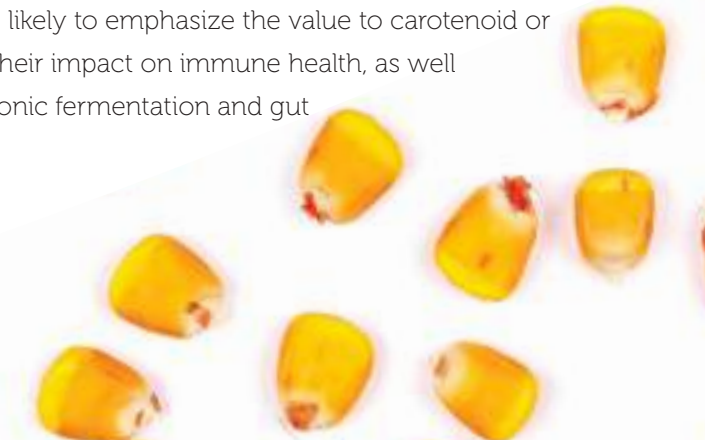 likely to emphasize the value to carotenoid or
heir impact on immune health, as well
onic fermentation and gut